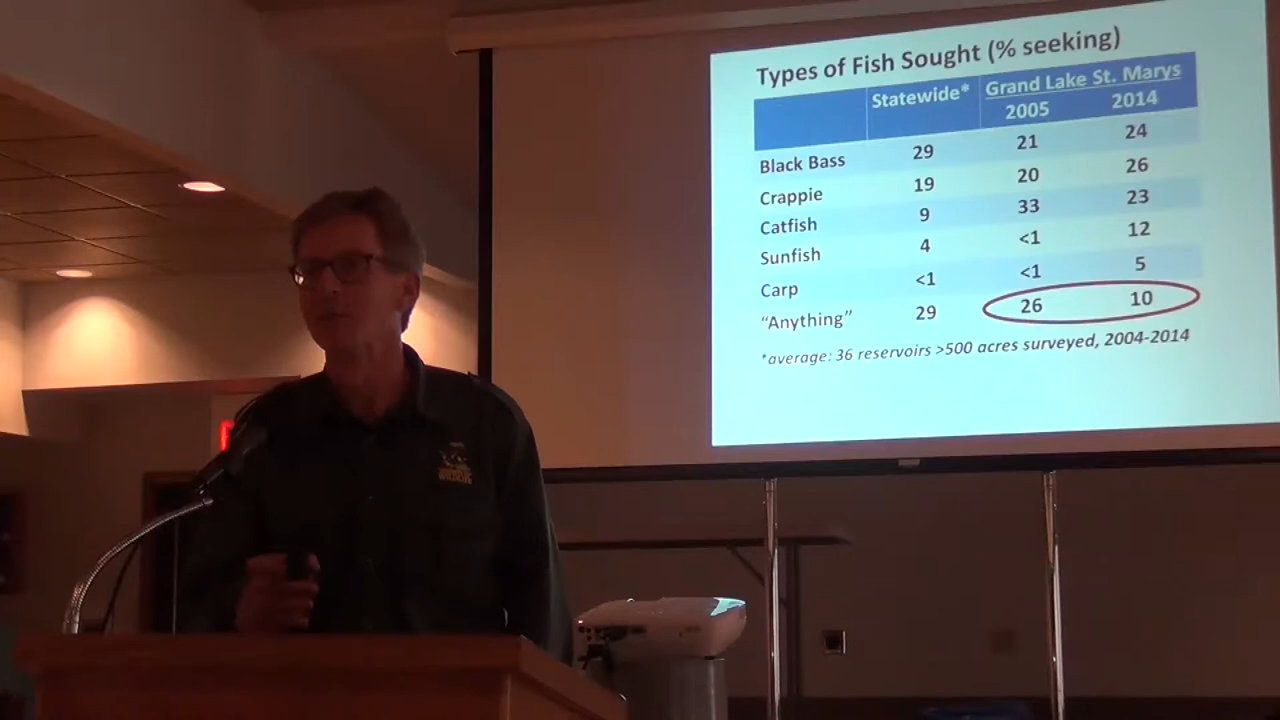 Types of Fish Sought (% seeking)
Statewide* Grand Lake St. Marys
2005 2014
Black Bass 29 21 24
Crappie 19 20 26
Catfish 9 33 23
Sunfish 4 <1 12
Carp <1 <1 5
“Anything” 29 26 10
*average: 36 reservoirs >500 acres surveyed, 2004-2014